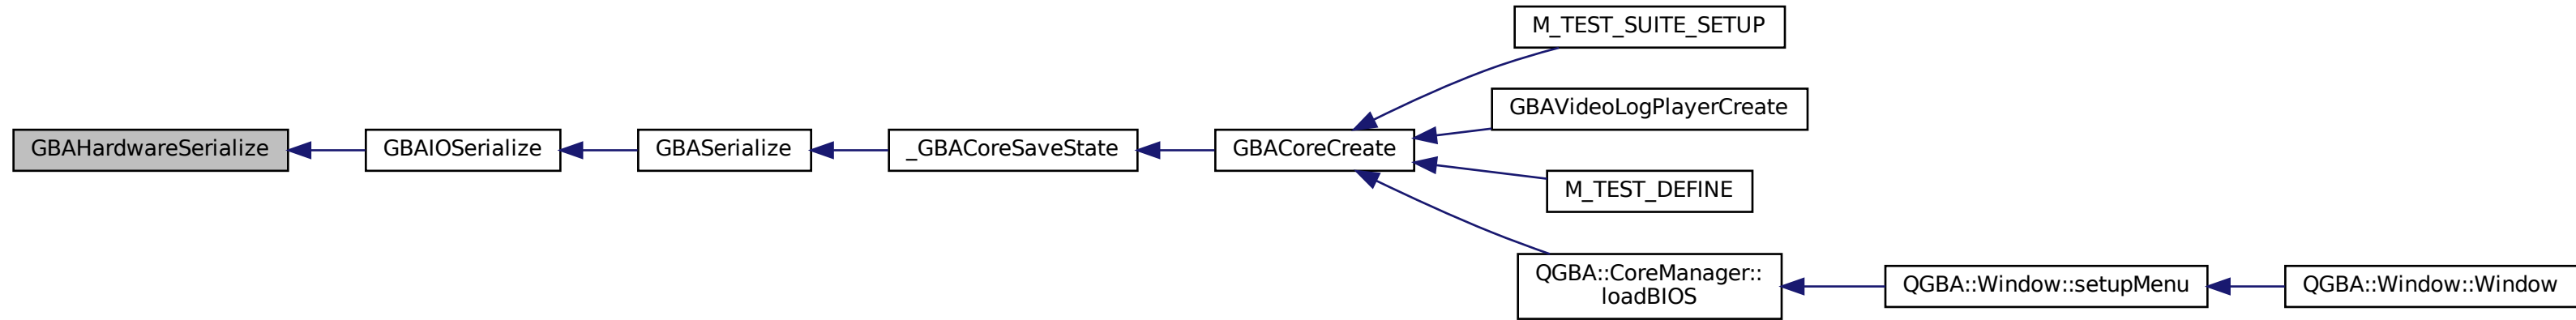 GBAHardwareSerialize
GBAIOSerialize
GBASerialize
_GBACoreSaveState
GBACoreCreate
M_TEST_SUITE_SETUP
GBAVideoLogPlayerCreate
M_TEST_DEFINE
QGBA::CoreManager::
loadBIOS
QGBA::Window::setupMenu
QGBA::Window::Window